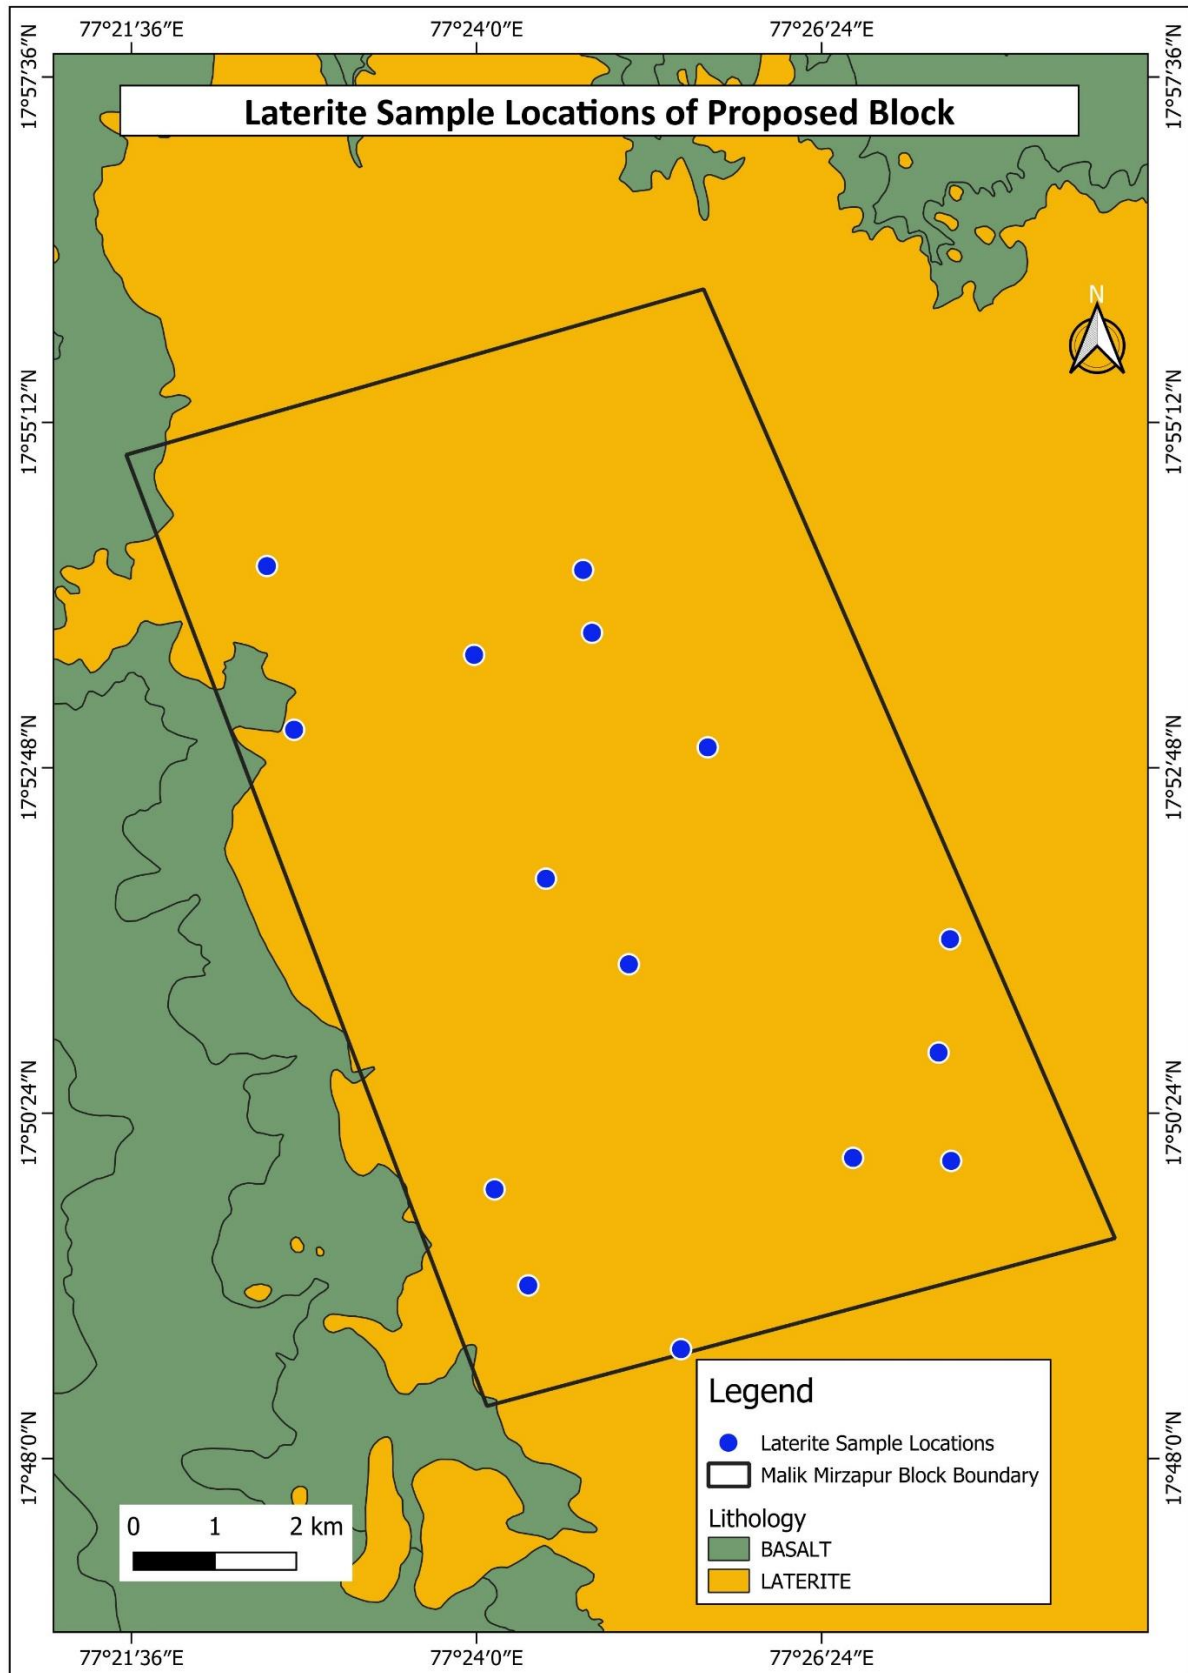 77°21′36″E 77°24′0″E 77°26′24″E
17°57′36″N 17°57′36″N
Laterite Sample Locations of Proposed Block
N
17°55′12″N 17°55′12″N
17°52′48″N 17°52′48″N
17°50′24″N 17°50′24″N
17°48′0″N 17°48′0″N
Legend
Laterite Sample Locations
Malik Mirzapur Block Boundary
Lithology
BASALT
LATERITE
0 1 2 km
77°21′36″E 77°24′0″E 77°26′24″E